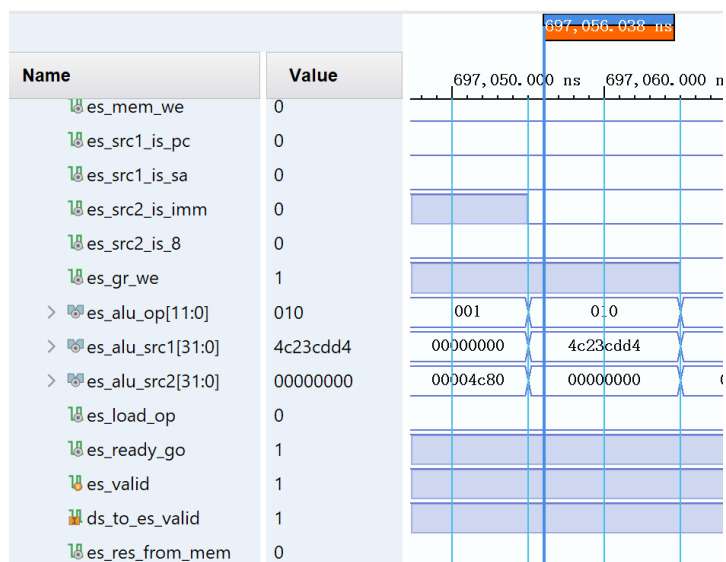 697,056.038 ns
Name Value
697,050.000 ns 697,060.000 n
es_mem_we 0
es_src1_is_pc 0
es_src1_is_sa 0
es_src2_is_imm 0
es_src2_is_8 0
es_gr_we 1
es_alu_op[11:0] 010 001 010
es_alu_src1[31:0] 4c23cdd4 00000000 4c23cdd4
es_alu_src2[31:0] 00000000 00004c80 00000000
es_load_op 0
es_ready_go 1
es_valid 1
ds_to_es_valid 1
es_res_from_mem 0